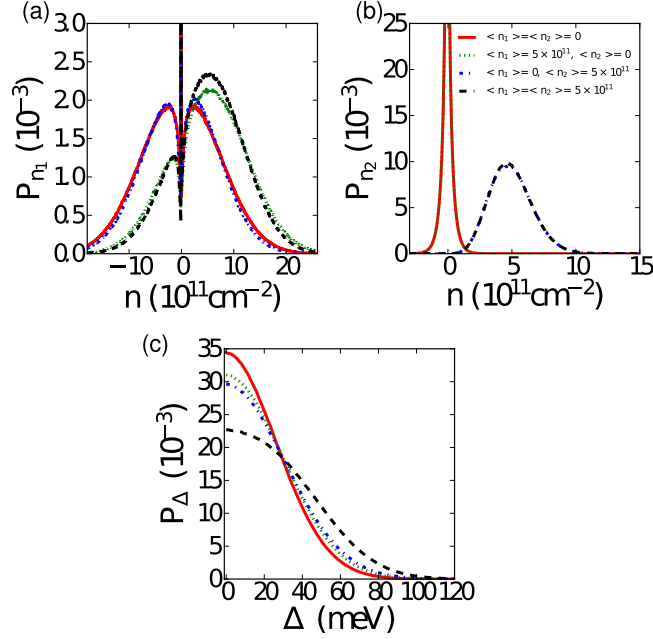 (a)
3.0
2.5
2.0
1.5
1.0
0.5
0.0
P_{n_1} (10^{−3})
−10 0 10 20
n (10^{11}cm^{−2})
(b)
25
20
15
10
5
0
P_{n_2} (10^{−3})
0 5 10 15
n (10^{11}cm^{−2})
< n_1 >=< n_2 >= 0
< n_1 >= 5 × 10^{11}, < n_2 >= 0
< n_1 >= 0, < n_2 >= 5 × 10^{11}
< n_1 >=< n_2 >= 5 × 10^{11}
(c)
35
30
25
20
15
10
5
0
P_Δ (10^{−3})
0 20 40 60 80 100 120
Δ (meV)